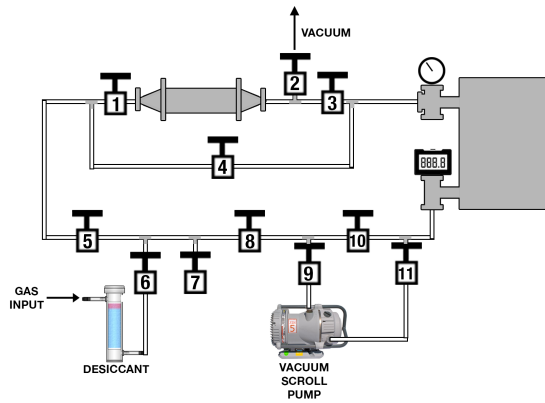 VACUUM
2
1
3
4
888.8
5
8
10
6
7
9
11
GAS
INPUT
DESICCANT
VACUUM
SCROLL
PUMP